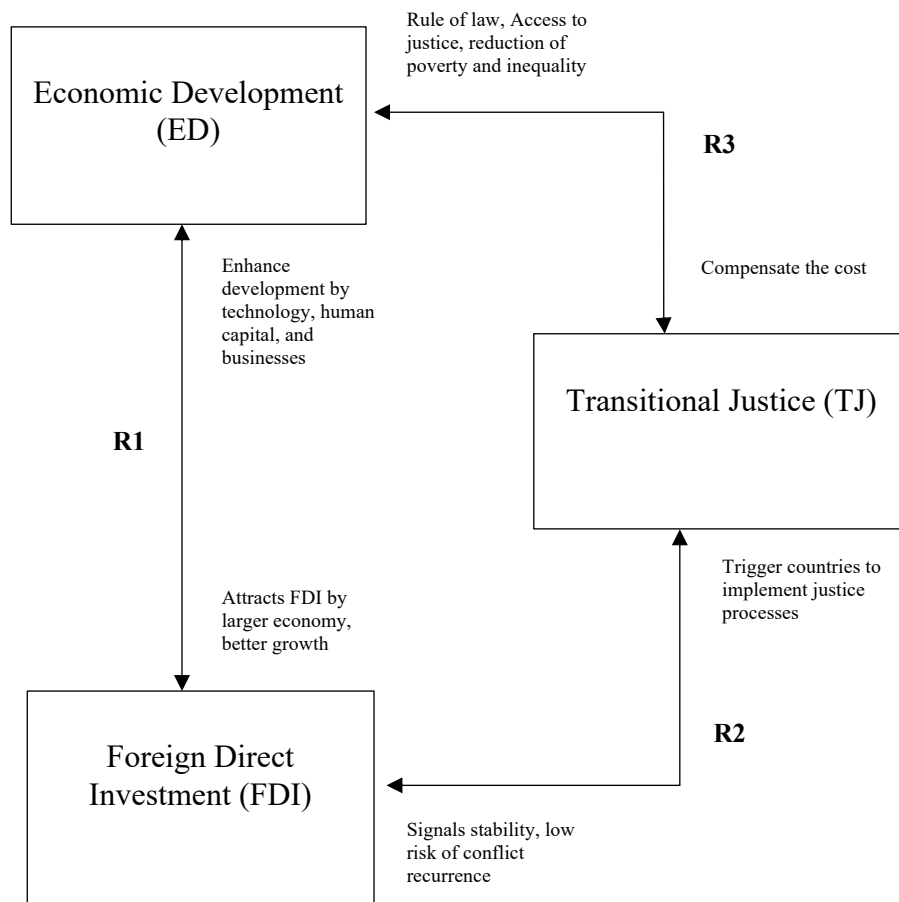 Rule of law, Access to
justice, reduction of
poverty and inequality
Economic Development
(ED)
R3
Enhance
development by
technology, human
capital, and
businesses
Compensate the cost
Transitional Justice (TJ)
R1
Trigger countries to
implement justice
processes
Attracts FDI by
larger economy,
better growth
R2
Foreign Direct
Investment (FDI)
Signals stability, low
risk of conflict
recurrence